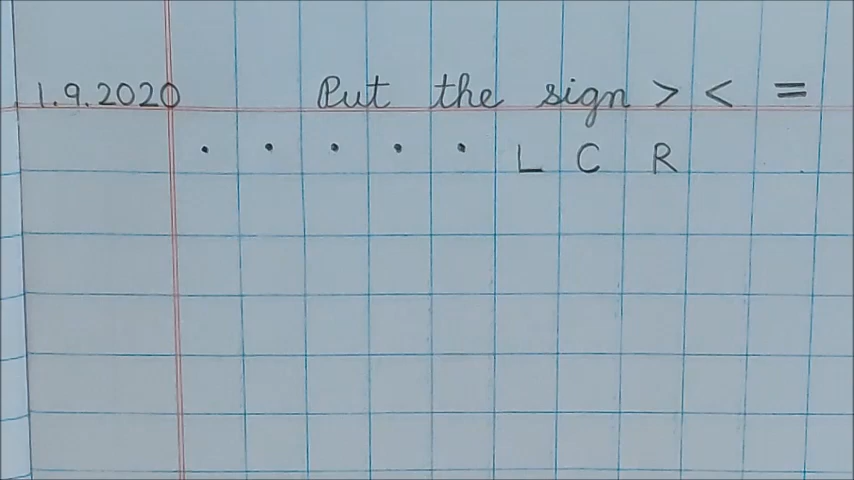 1.9.2020 Put the sign > < =
. . . . . L C R